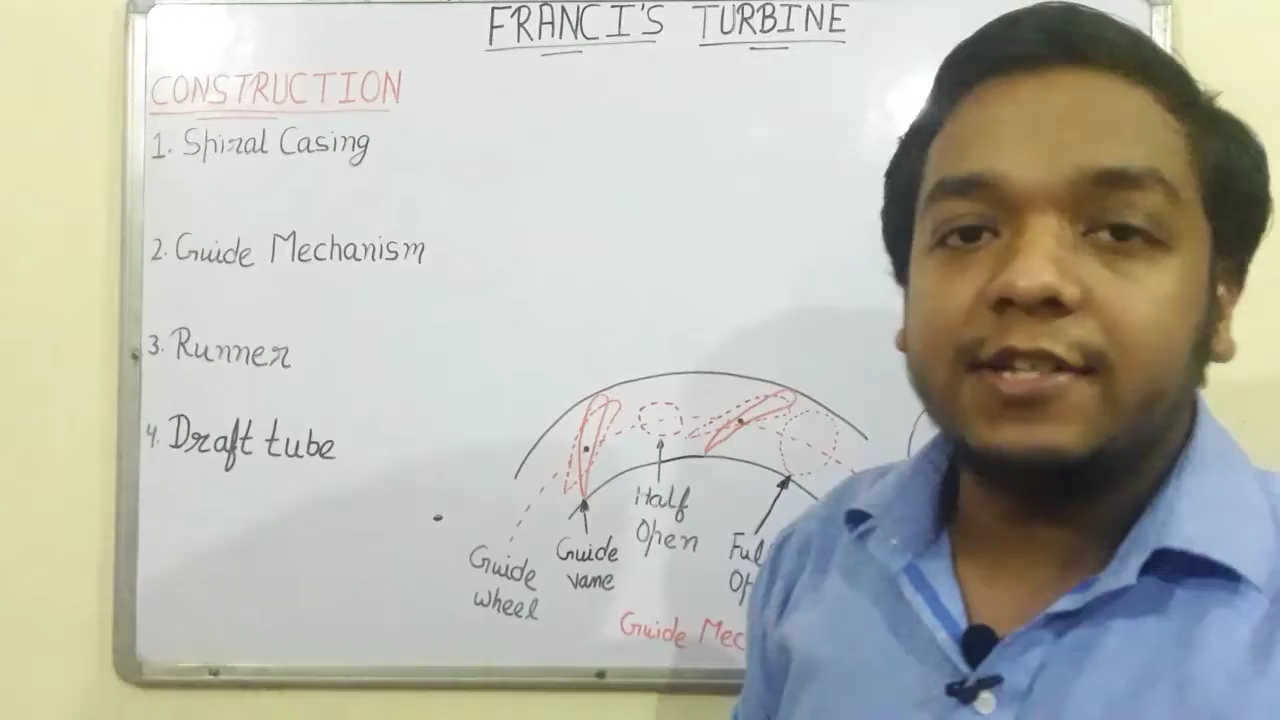 FRANCI'S TURBINE
CONSTRUCTION
1. Spiral Casing
2. Guide Mechanism
3. Runner
4. Draft tube
Half
Open
Guide
vane
Guide
wheel
Guide